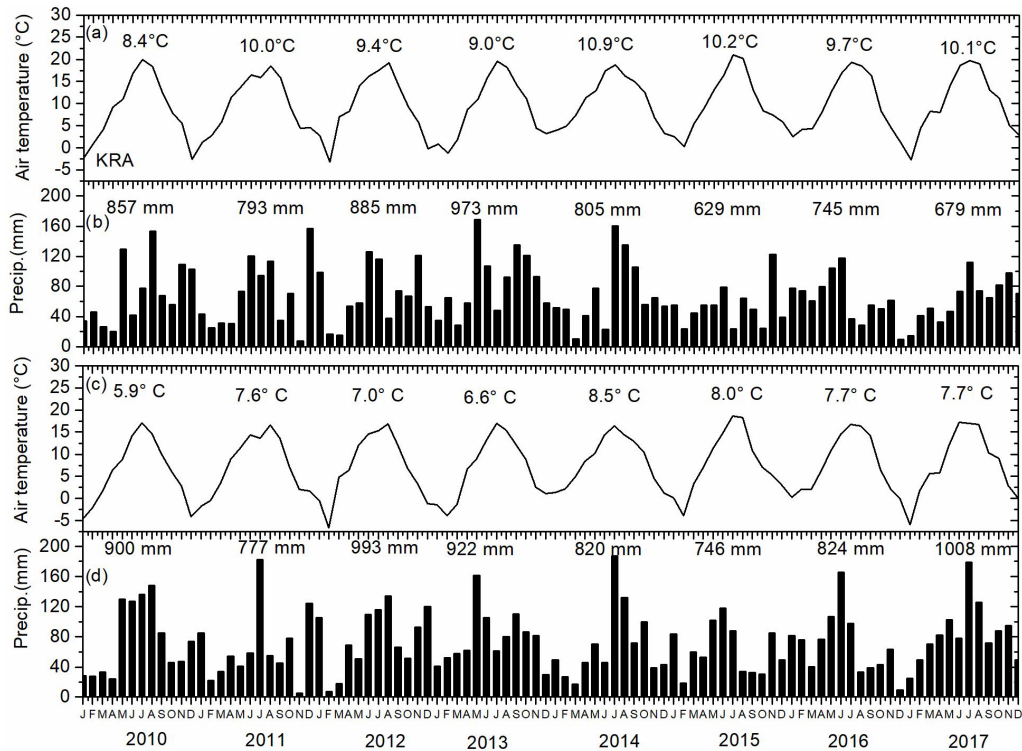 30
25
20
15
10
5
0
-5
Air temperature (°C)
(a)
8.4°C 10.0°C 9.4°C 9.0°C 10.9°C 10.2°C 9.7°C 10.1°C
KRA
200
160
120
80
40
0
Precip.(mm)
(b)
857 mm 793 mm 885 mm 973 mm 805 mm 629 mm 745 mm 679 mm
30
25
20
15
10
5
0
-5
Air temperature (°C)
(c)
5.9° C 7.6° C 7.0° C 6.6° C 8.5° C 8.0° C 7.7° C 7.7° C
200
160
120
80
40
0
Precip.(mm)
(d)
900 mm 777 mm 993 mm 922 mm 820 mm 746 mm 824 mm 1008 mm
J F M A M J J A S O N D J F M A M J J A S O N D J F M A M J J A S O N D J F M A M J J A S O N D J F M A M J J A S O N D J F M A M J J A S O N D J F M A M J J A S O N D J F M A M J J A S O N D
2010 2011 2012 2013 2014 2015 2016 2017